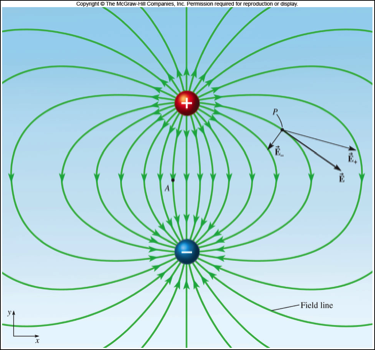 Copyright © The McGraw-Hill Companies, Inc. Permission required for reproduction or display.
+
P
E₋
E₊
E
A
−
Field line
y
x